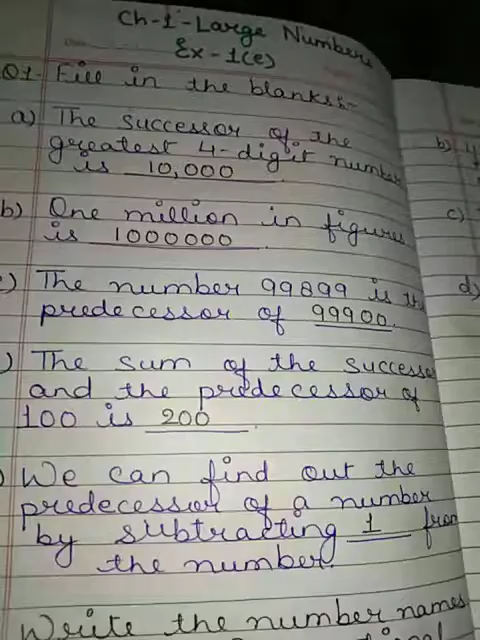 Ch-1-Large Numbers
Ex-1(e)
Q1- Fill in the blanks:-
a) The successor of the
greatest 4-digit number
is 10,000
b) One million in figures
is 1000000
) The number 99899 is the
predecessor of 99900.
) The sum of the successo
and the predecessor of
100 is 200.
) We can find out the
predecessor of a number
by subtracting 1 from
the number.
Write the number names
b)
c)
d)